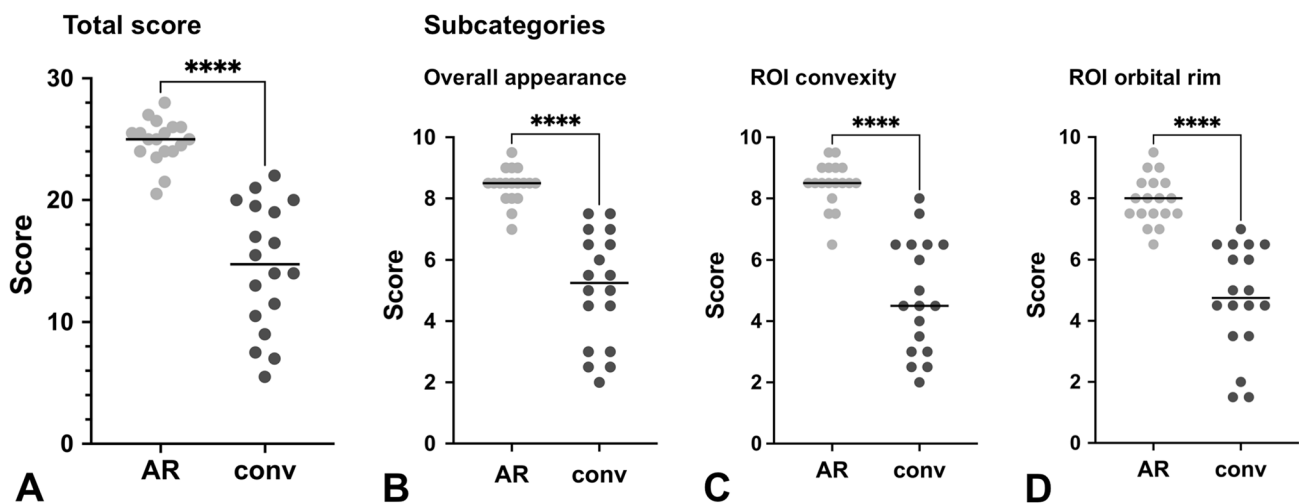 Total score
Subcategories
Overall appearance
ROI convexity
ROI orbital rim
****
30
20
10
0
Score
AR conv
A
****
10
8
6
4
2
0
Score
AR conv
B
****
10
8
6
4
2
0
Score
AR conv
C
****
10
8
6
4
2
0
Score
AR conv
D